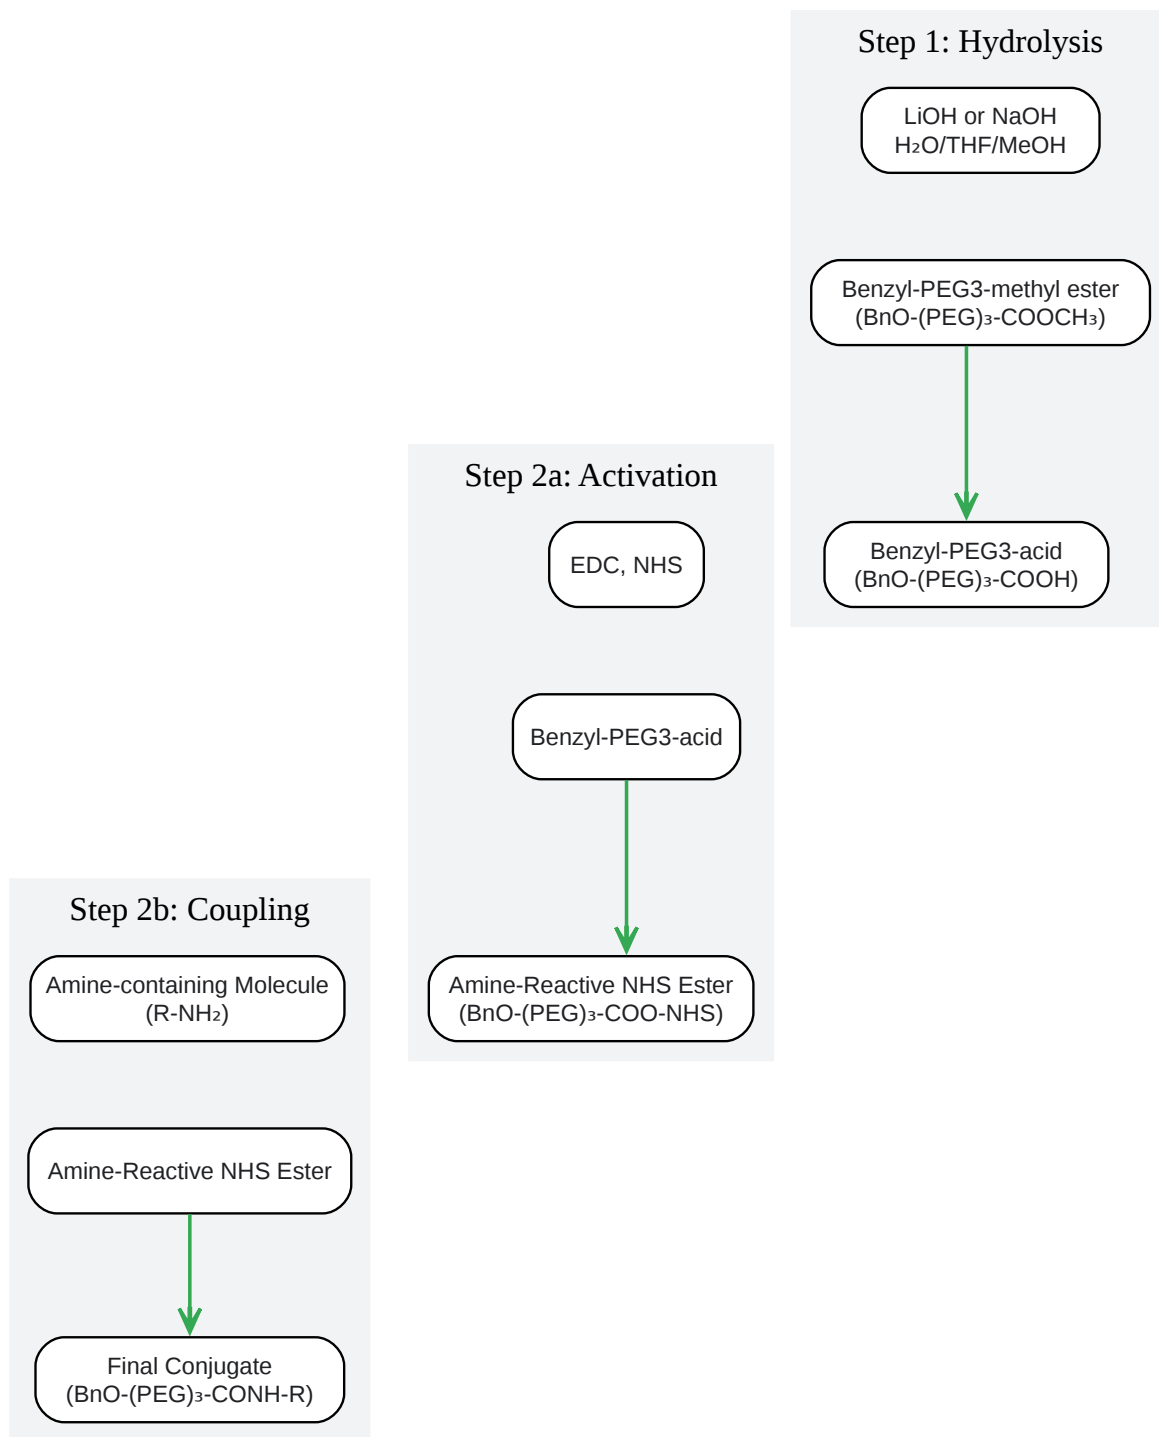 Step 1: Hydrolysis
LiOH or NaOH
H₂O/THF/MeOH
Benzyl-PEG3-methyl ester
(BnO-(PEG)₃-COOCH₃)
Benzyl-PEG3-acid
(BnO-(PEG)₃-COOH)
Step 2a: Activation
EDC, NHS
Benzyl-PEG3-acid
Amine-Reactive NHS Ester
(BnO-(PEG)₃-COO-NHS)
Step 2b: Coupling
Amine-containing Molecule
(R-NH₂)
Amine-Reactive NHS Ester
Final Conjugate
(BnO-(PEG)₃-CONH-R)